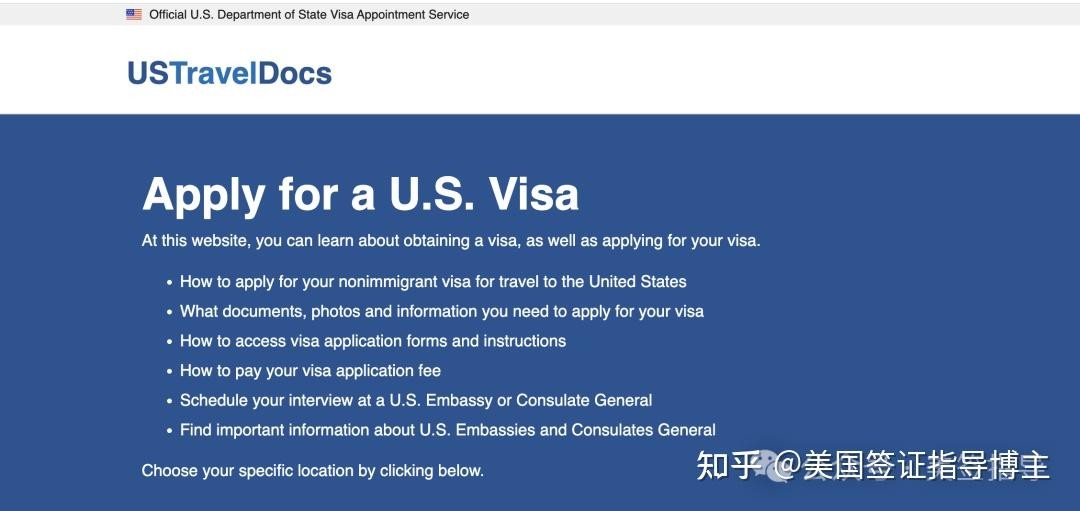 Official U.S. Department of State Visa Appointment Service
USTravelDocs
Apply for a U.S. Visa
At this website, you can learn about obtaining a visa, as well as applying for your visa.
• How to apply for your nonimmigrant visa for travel to the United States
• What documents, photos and information you need to apply for your visa
• How to access visa application forms and instructions
• How to pay your visa application fee
• Schedule your interview at a U.S. Embassy or Consulate General
• Find important information about U.S. Embassies and Consulates General
Choose your specific location by clicking below.
知乎 @美国签证指导博主